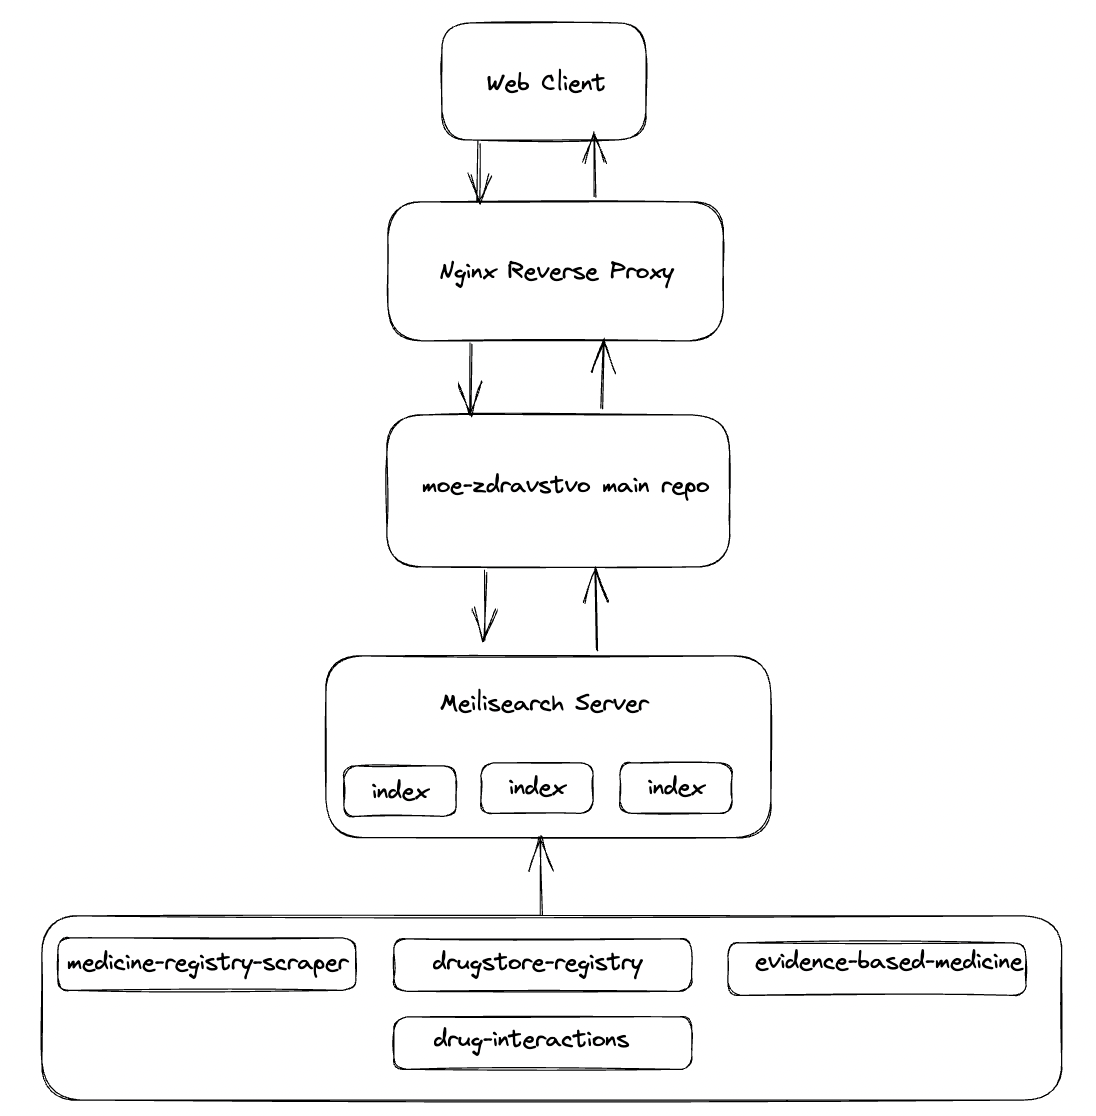 Web Client
Nginx Reverse Proxy
moe-zdravstvo main repo
Meilisearch Server
index
index
index
medicine-registry-scraper
drugstore-registry
evidence-based-medicine
drug-interactions